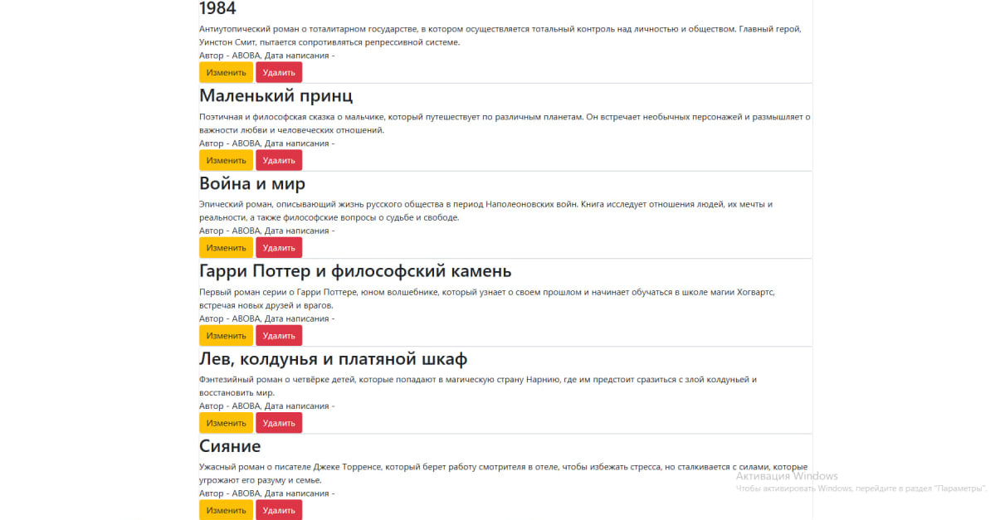 1984
Антиутопический роман о тоталитарном государстве, в котором осуществляется тотальный контроль над личностью и обществом. Главный герой,
Уинстон Смит, пытается сопротивляться репрессивной системе.
Автор - АВОВА, Дата написания -
Изменить Удалить
Маленький принц
Поэтичная и философская сказка о мальчике, который путешествует по различным планетам. Он встречает необычных персонажей и размышляет о
важности любви и человеческих отношений.
Автор - АВОВА, Дата написания -
Изменить Удалить
Война и мир
Эпический роман, описывающий жизнь русского общества в период Наполеоновских войн. Книга исследует отношения людей, их мечты и
реальности, а также философские вопросы о судьбе и свободе.
Автор - АВОВА, Дата написания -
Изменить Удалить
Гарри Поттер и философский камень
Первый роман серии о Гарри Поттере, юном волшебнике, который узнает о своем прошлом и начинает обучаться в школе магии Хогвартс,
встречая новых друзей и врагов.
Автор - АВОВА, Дата написания -
Изменить Удалить
Лев, колдунья и платяной шкаф
Фэнтезийный роман о четвёрке детей, которые попадают в магическую страну Нарнию, где им предстоит сразиться с злой колдуньей и
восстановить мир.
Автор - АВОВА, Дата написания -
Изменить Удалить
Сияние
Ужасный роман о писателе Джеке Торренсе, который берет работу смотрителя в отеле, чтобы избежать стресса, но сталкивается с силами, которые
угрожают его разуму и семье.
Автор - АВОВА, Дата написания -
Изменить Удалить
Активация Windows
Чтобы активировать Windows, перейдите в раздел "Параметры".